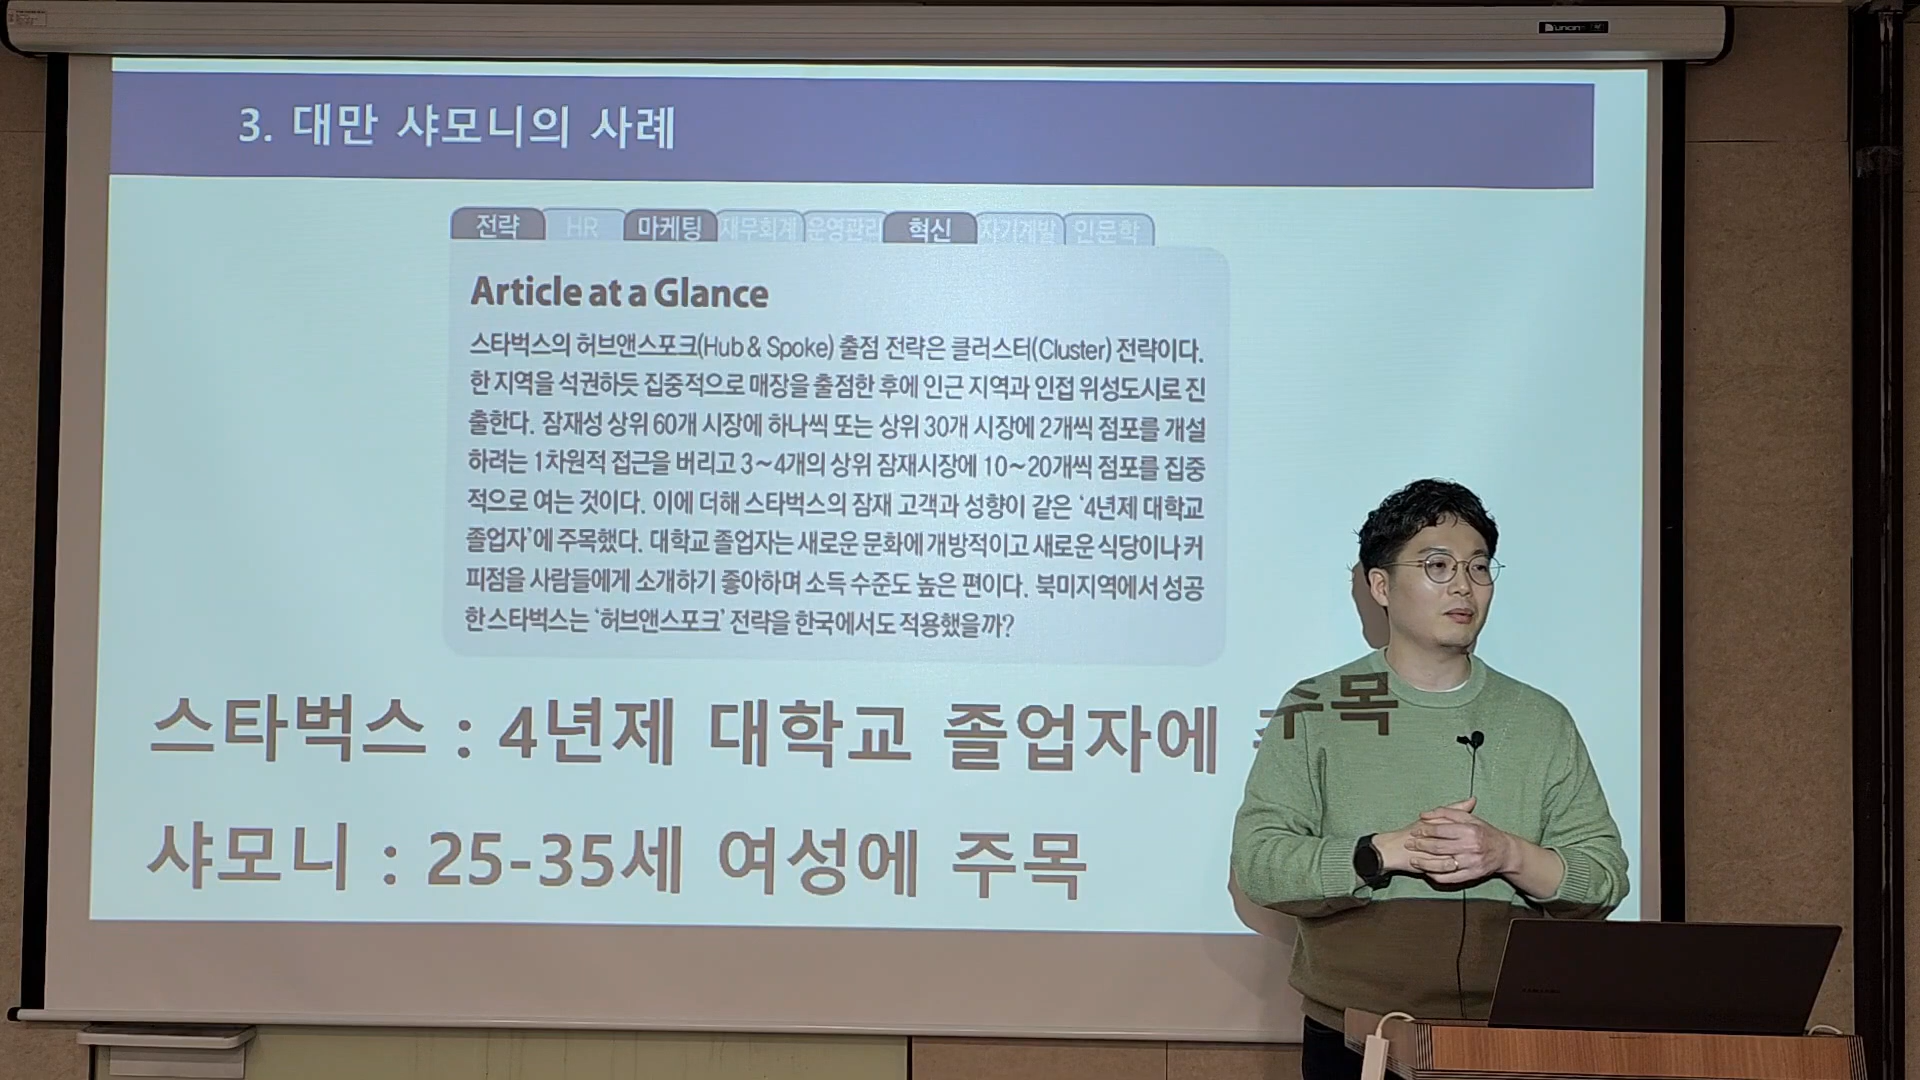 UNION
3. 대만 샤모니의 사례
전략 HR 마케팅 재무회계 운영관리 혁신 자기계발 인문학
Article at a Glance
스타벅스의 허브앤스포크(Hub & Spoke) 출점 전략은 클러스터(Cluster) 전략이다.
한 지역을 석권하듯 집중적으로 매장을 출점한 후에 인근 지역과 인접 위성도시로 진
출한다. 잠재성 상위 60개 시장에 하나씩 또는 상위 30개 시장에 2개씩 점포를 개설
하려는 1차원적 접근을 버리고 3~4개의 상위 잠재시장에 10~20개씩 점포를 집중
적으로 여는 것이다. 이에 더해 스타벅스의 잠재 고객과 성향이 같은 ‘4년제 대학교
졸업자’에 주목했다. 대학교 졸업자는 새로운 문화에 개방적이고 새로운 식당이나 커
피점을 사람들에게 소개하기 좋아하며 소득 수준도 높은 편이다. 북미지역에서 성공
한 스타벅스는 ‘허브앤스포크’ 전략을 한국에서도 적용했을까?
스타벅스 : 4년제 대학교 졸업자에 주목
샤모니 : 25-35세 여성에 주목